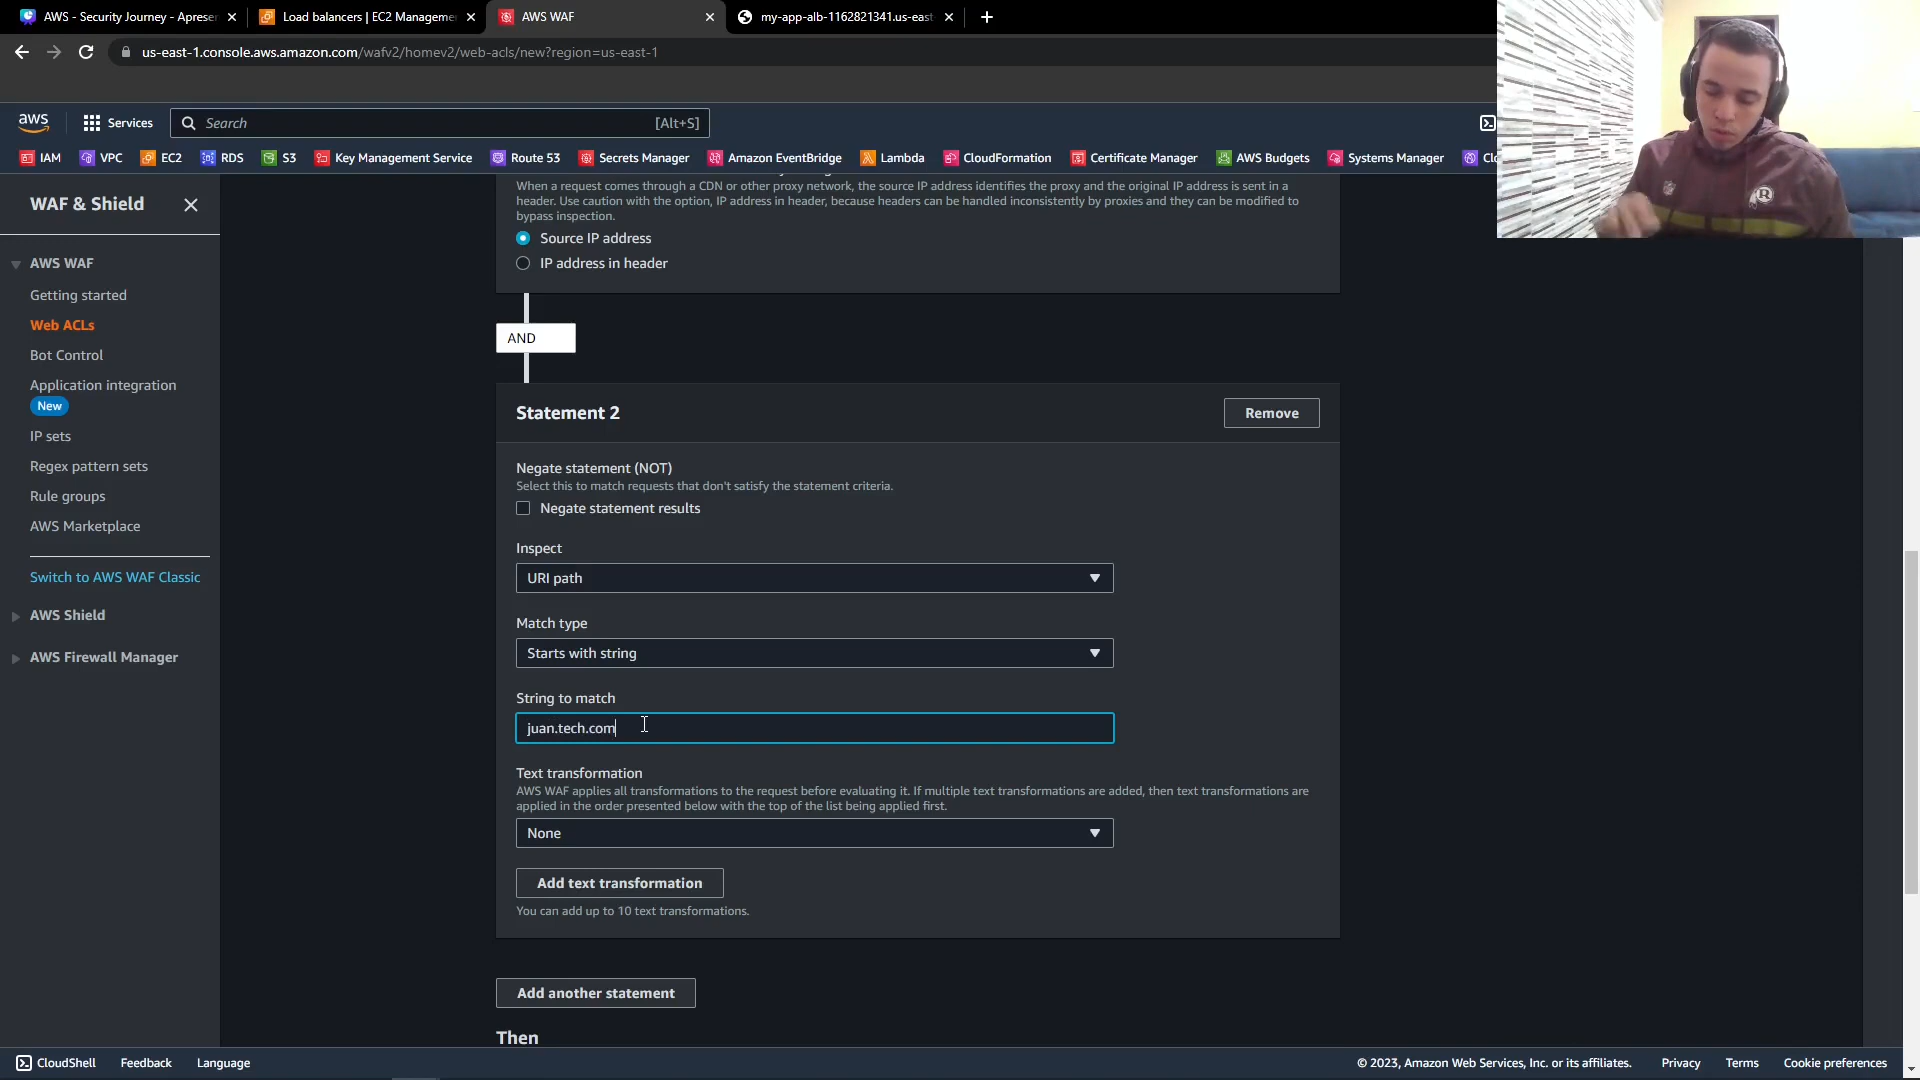 AWS - Security Journey - Apresen
Load balancers | EC2 Manageme
AWS WAF
my-app-alb-1162821341.us-east
us-east-1.console.aws.amazon.com/wafv2/homev2/web-acls/new?region=us-east-1
aws
Services
Search
[Alt+S]
IAM
VPC
EC2
RDS
S3
Key Management Service
Route 53
Secrets Manager
Amazon EventBridge
Lambda
CloudFormation
Certificate Manager
AWS Budgets
Systems Manager
WAF & Shield
AWS WAF
Getting started
Web ACLs
Bot Control
Application integration
New
IP sets
Regex pattern sets
Rule groups
AWS Marketplace
Switch to AWS WAF Classic
AWS Shield
AWS Firewall Manager
When a request comes through a CDN or other proxy network, the source IP address identifies the proxy and the original IP address is sent in a
header. Use caution with the option, IP address in header, because headers can be handled inconsistently by proxies and they can be modified to
bypass inspection.
Source IP address
IP address in header
AND
Statement 2
Remove
Negate statement (NOT)
Select this to match requests that don't satisfy the statement criteria.
Negate statement results
Inspect
URI path
Match type
Starts with string
String to match
juan.tech.com
Text transformation
AWS WAF applies all transformations to the request before evaluating it. If multiple text transformations are added, then text transformations are
applied in the order presented below with the top of the list being applied first.
None
Add text transformation
You can add up to 10 text transformations.
Add another statement
Then
CloudShell
Feedback
Language
© 2023, Amazon Web Services, Inc. or its affiliates.
Privacy
Terms
Cookie preferences